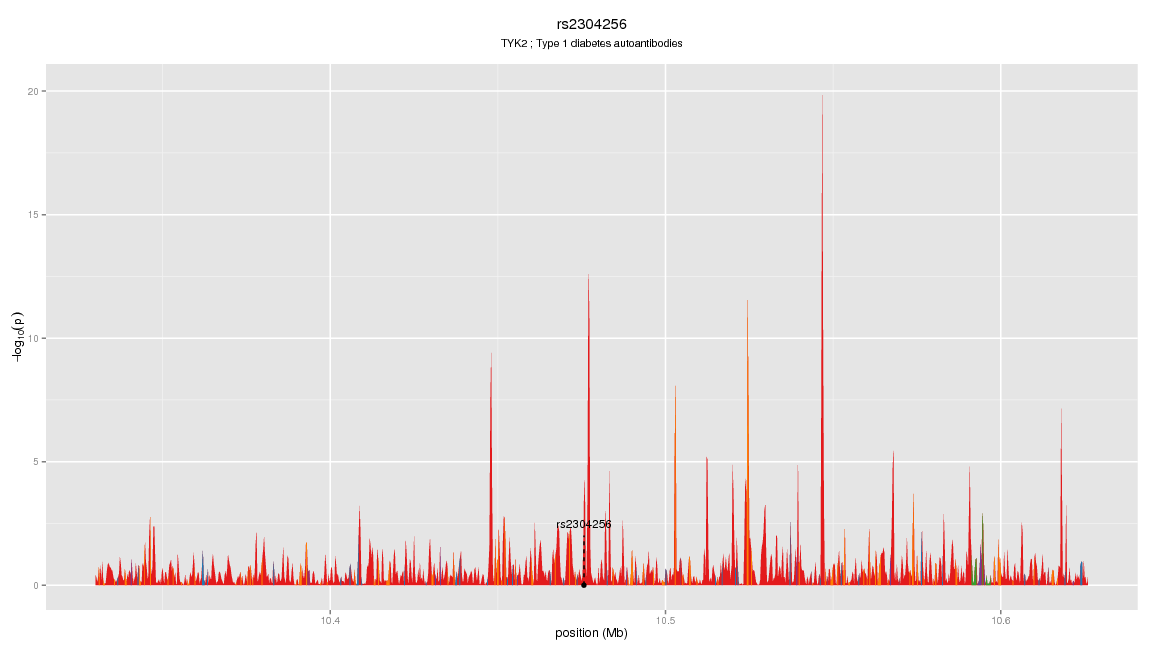 rs2304256
TYK2 ; Type 1 diabetes autoantibodies
20
15
10
5
0
−log10(p)
rs2304256
10.4
10.5
10.6
position (Mb)